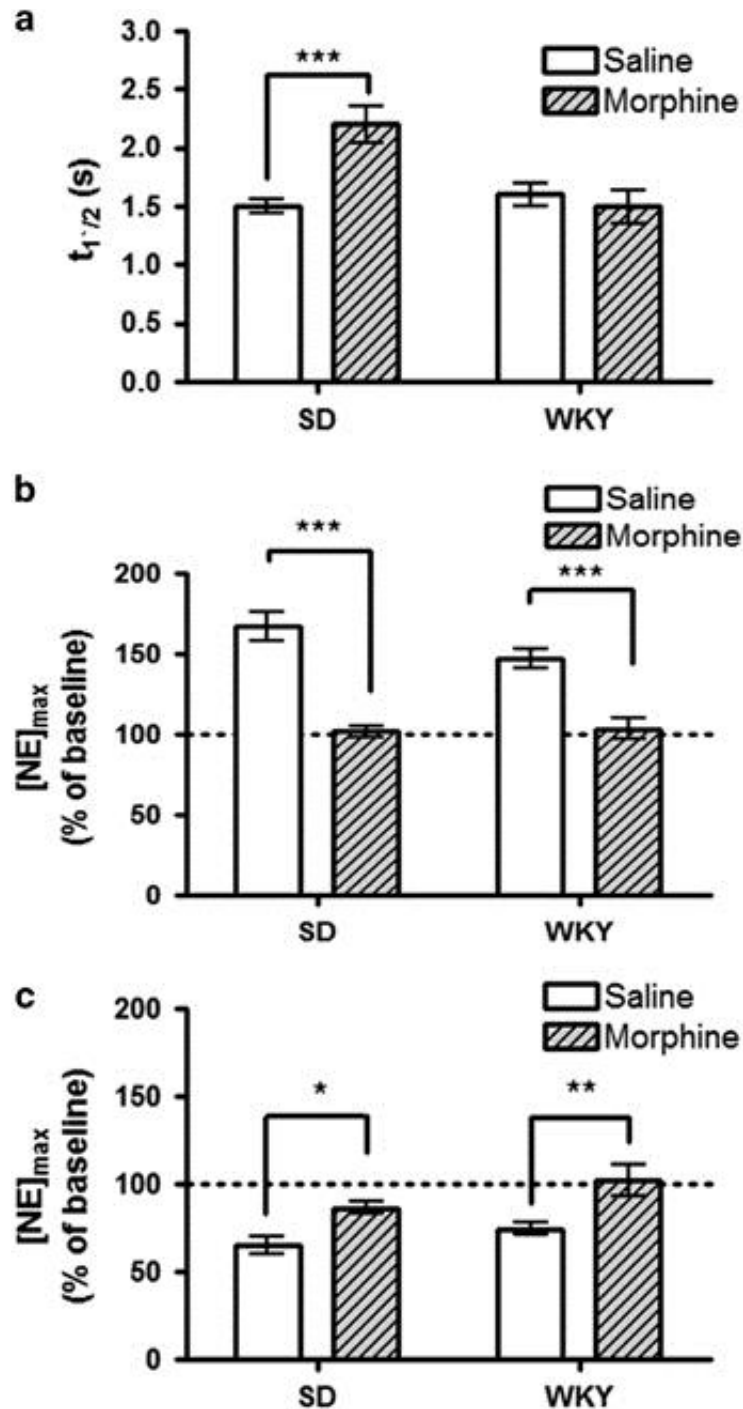 a
3.0
***
Saline
2.5
Morphine
2.0
t1`/2 (s)
1.5
1.0
0.5
0.0
SD WKY
b
Saline
*** Morphine
***
200
150
[NE]max
(% of baseline)
100
50
0
SD WKY
c
Saline
200
Morphine
150
* **
[NE]max
(% of baseline)
100
50
0
SD WKY